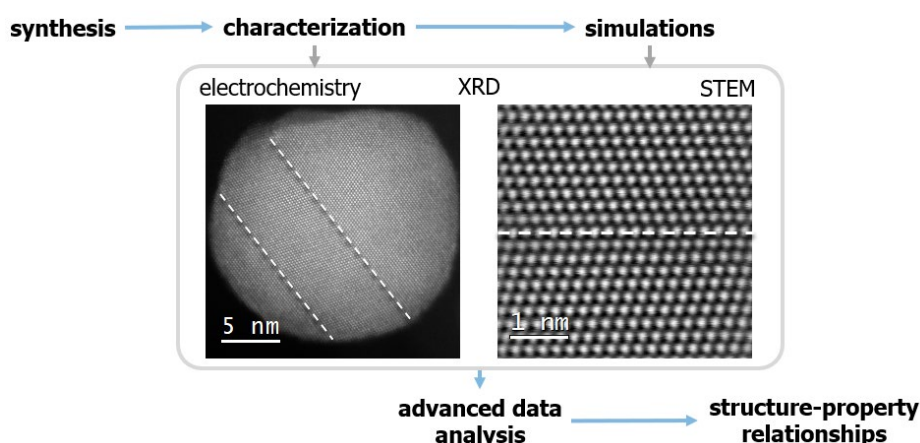 synthesis characterization simulations
electrochemistry XRD STEM
5 nm 1 nm
advanced data structure-property
analysis relationships